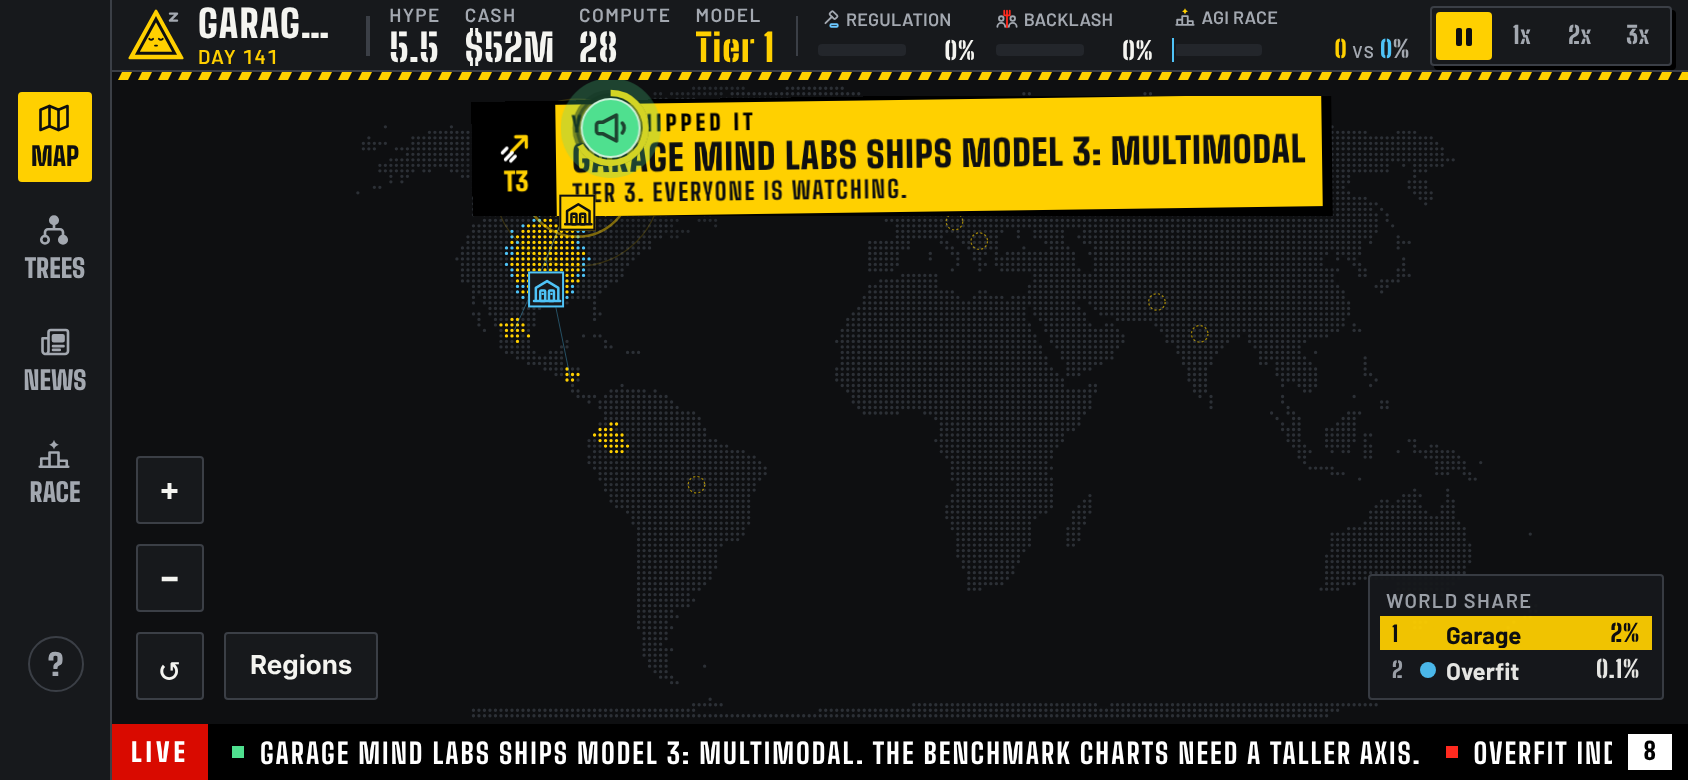 GARAG...
DAY 141
HYPE
5.5
CASH
$52M
COMPUTE
28
MODEL
Tier 1
REGULATION
0%
BACKLASH
0%
AGI RACE
0 VS 0%
1x
2x
3x
MAP
TREES
NEWS
RACE
?
T3
SHIPPED IT
GARAGE MIND LABS SHIPS MODEL 3: MULTIMODAL
TIER 3. EVERYONE IS WATCHING.
+
−
↺
Regions
WORLD SHARE
1 Garage 2%
2 Overfit 0.1%
LIVE
GARAGE MIND LABS SHIPS MODEL 3: MULTIMODAL. THE BENCHMARK CHARTS NEED A TALLER AXIS.
OVERFIT
8